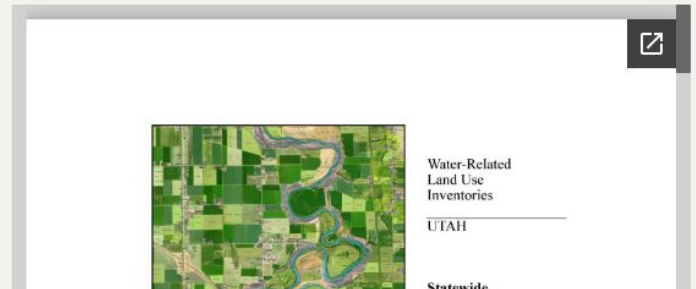 Water-Related
Land Use
Inventories
UTAH
Statewide